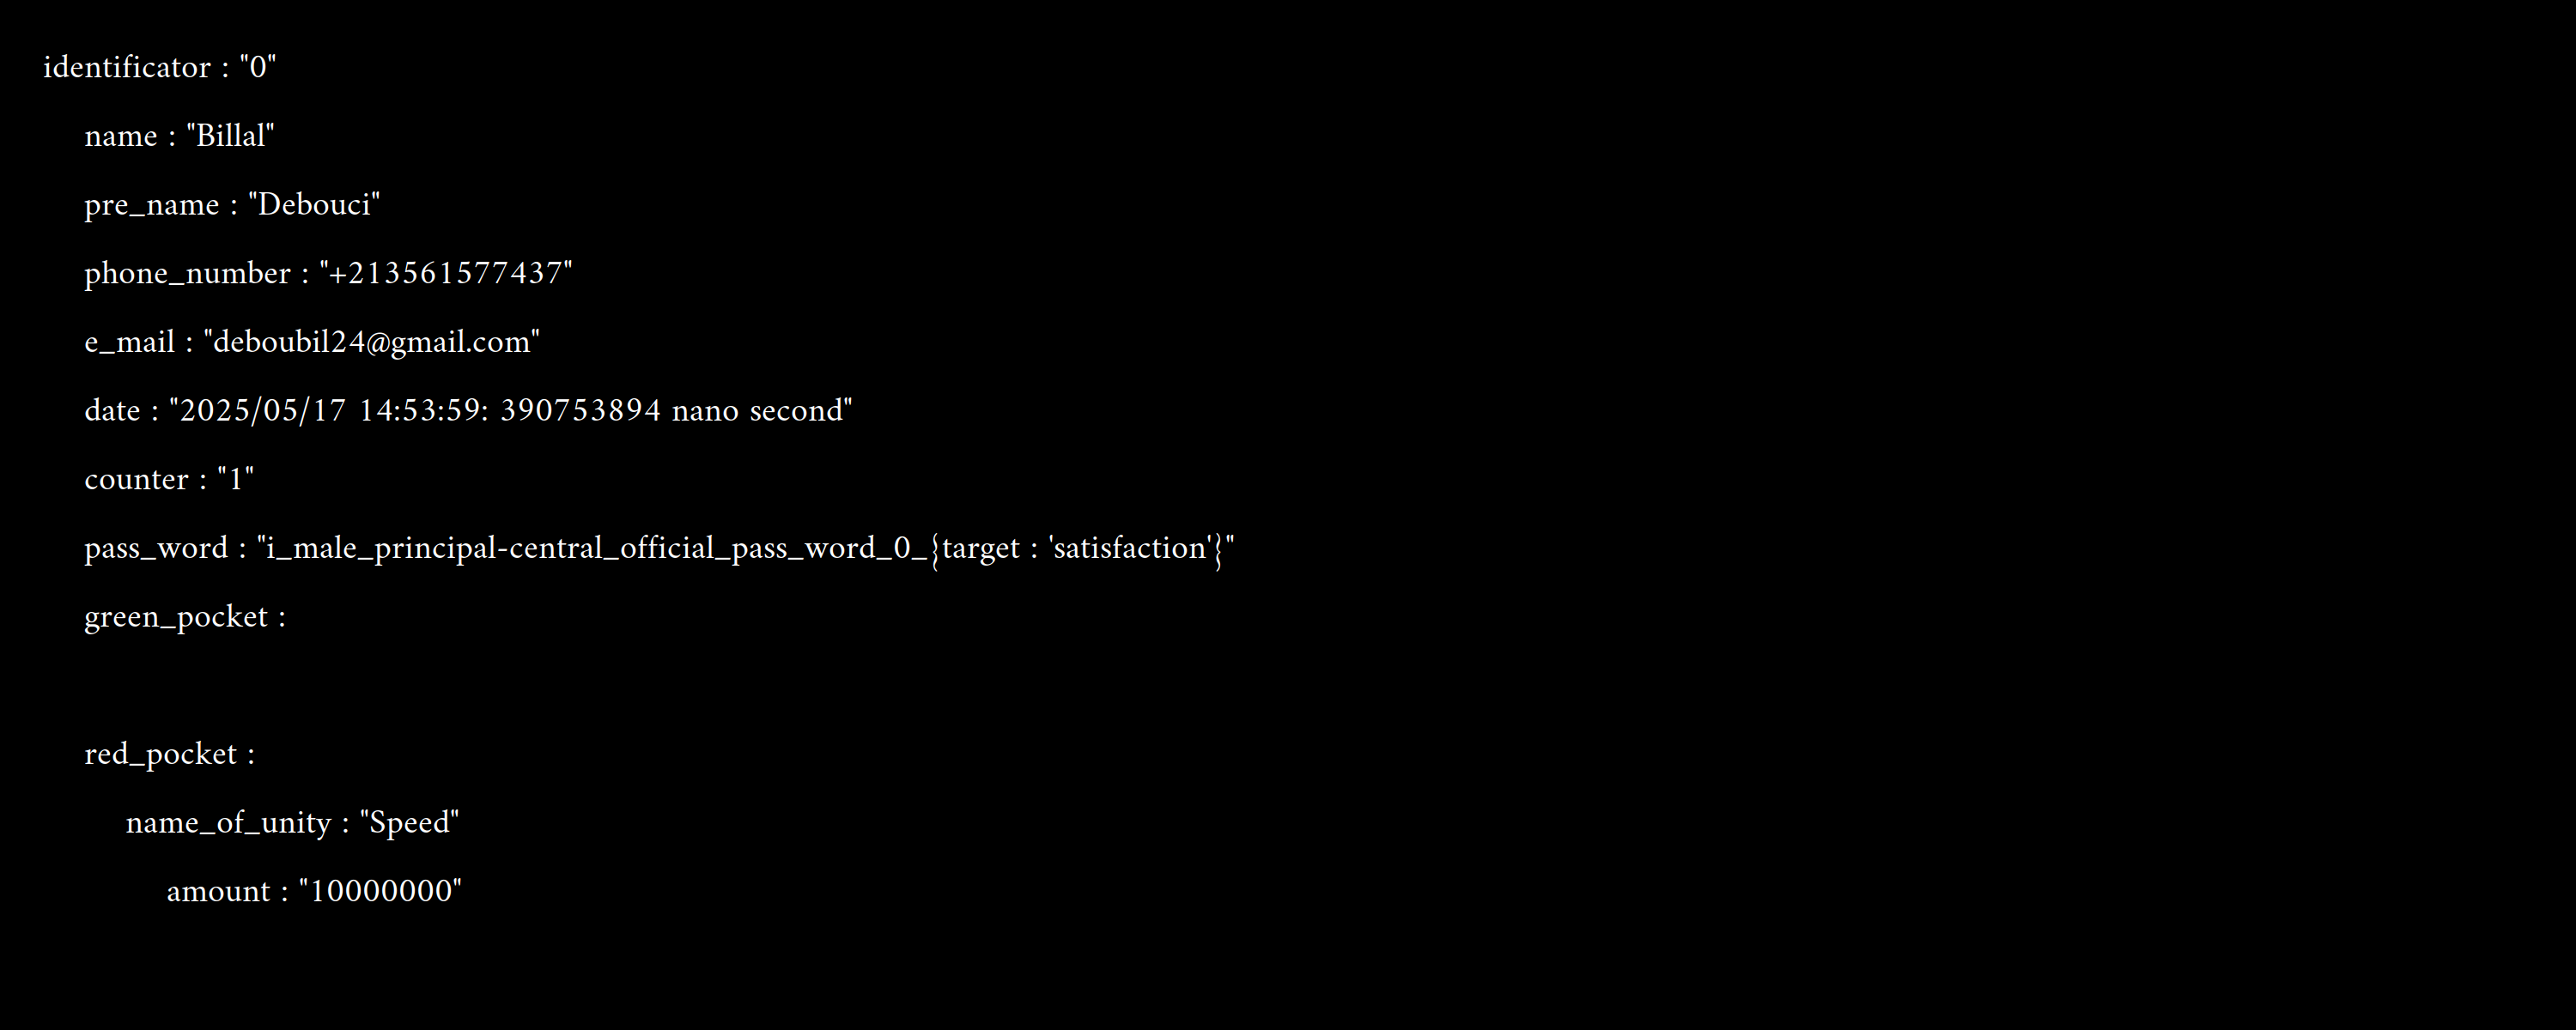 identificator : "0"
name : "Billal"
pre_name : "Debouci"
phone_number : "+213561577437"
e_mail : "deboubil24@gmail.com"
date : "2025/05/17 14:53:59: 390753894 nano second"
counter : "1"
pass_word : "i_male_principal-central_official_pass_word_0_{target : 'satisfaction'}"
green_pocket :
red_pocket :
name_of_unity : "Speed"
amount : "10000000"